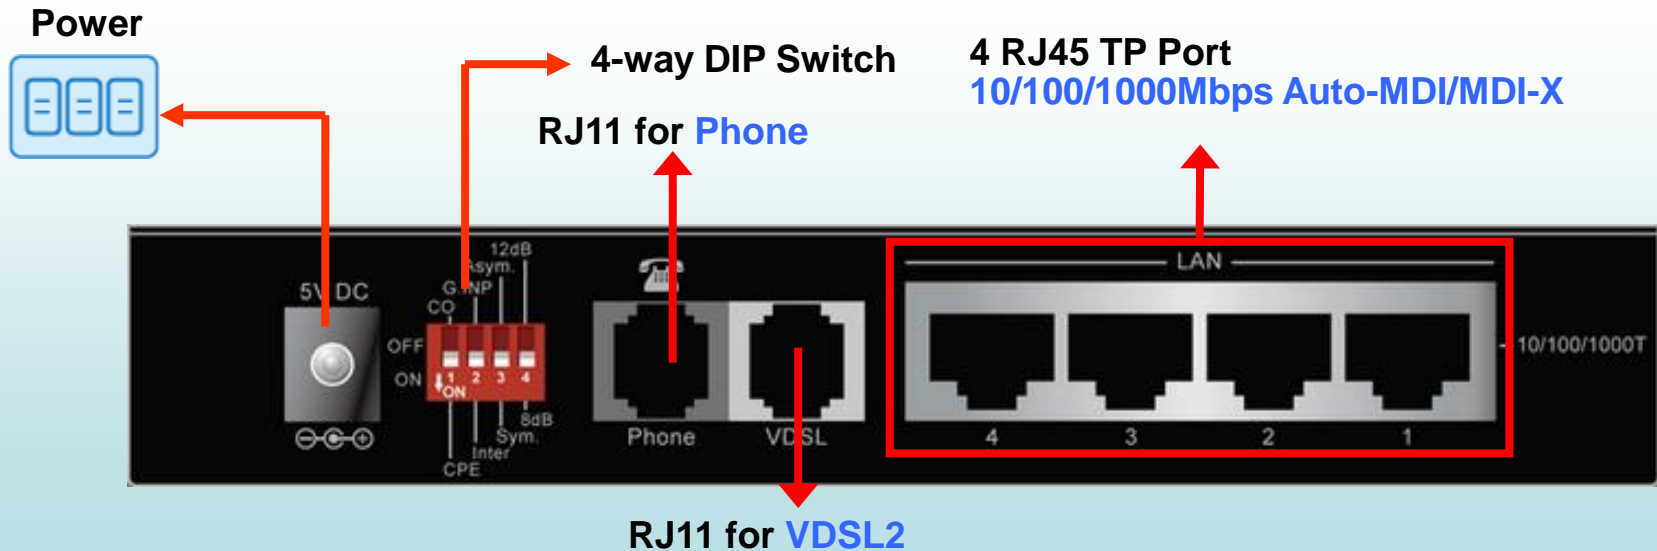 Power
4-way DIP Switch
4 RJ45 TP Port
10/100/1000Mbps Auto-MDI/MDI-X
RJ11 for Phone
5V DC
12dB
Asym.
G.INP
CO
OFF
ON
1 2 3 4
ON
8dB
Sym.
Inter
CPE
Phone
VDSL
LAN
4 3 2 1
10/100/1000T
RJ11 for VDSL2